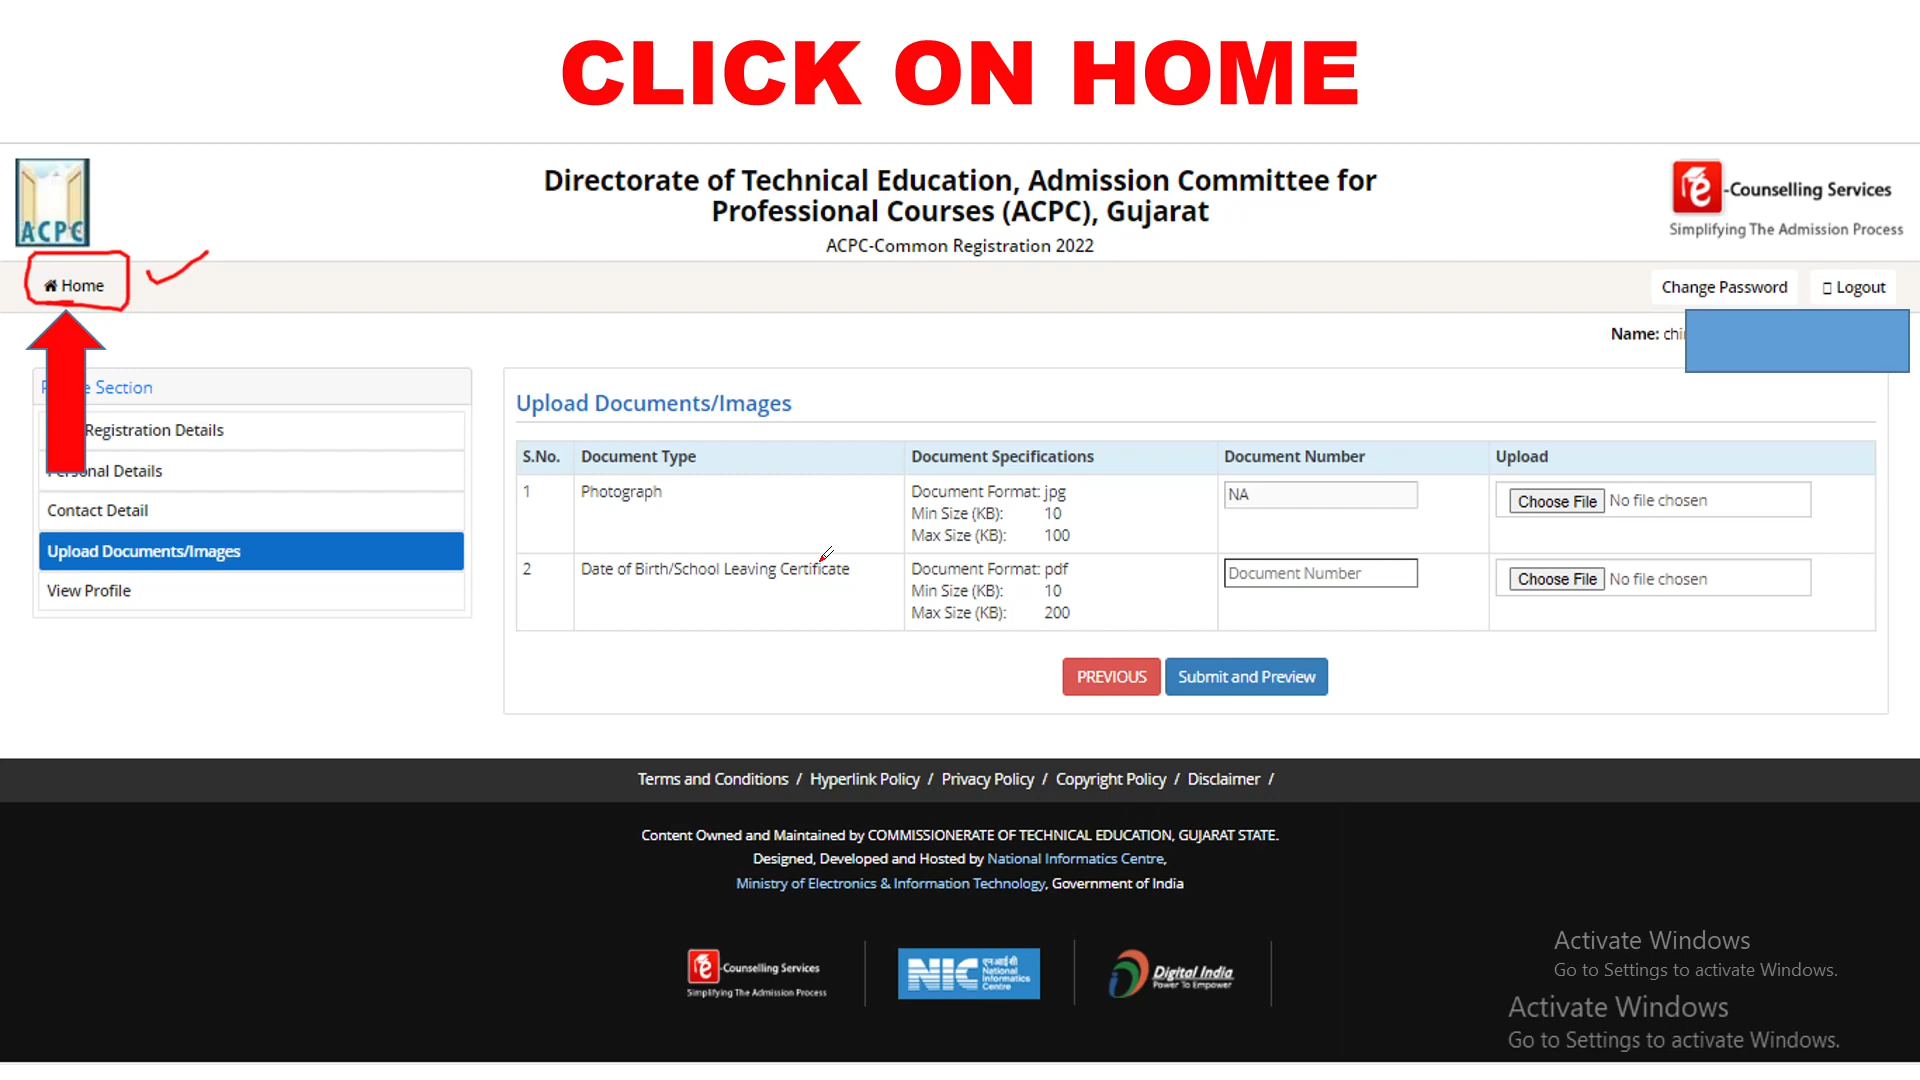 CLICK ON HOME
ACPC
Directorate of Technical Education, Admission Committee for
Professional Courses (ACPC), Gujarat
ACPC-Common Registration 2022
e-Counselling Services
Simplifying The Admission Process
Home
Change Password
Logout
Name: chi
Section
Registration Details
Personal Details
Contact Detail
Upload Documents/Images
View Profile
Upload Documents/Images
S.No. Document Type Document Specifications Document Number Upload
1 Photograph Document Format: jpg NA Choose File No file chosen
Min Size (KB): 10
Max Size (KB): 100
2 Date of Birth/School Leaving Certificate Document Format: pdf Document Number Choose File No file chosen
Min Size (KB): 10
Max Size (KB): 200
PREVIOUS Submit and Preview
Terms and Conditions / Hyperlink Policy / Privacy Policy / Copyright Policy / Disclaimer /
Content Owned and Maintained by COMMISSIONERATE OF TECHNICAL EDUCATION, GUJARAT STATE.
Designed, Developed and Hosted by National Informatics Centre,
Ministry of Electronics & Information Technology, Government of India
e-Counselling Services
Simplifying The Admission Process
NIC एन आई सी
National
Informatics
Centre
Digital India
Power To Empower
Activate Windows
Go to Settings to activate Windows.
Activate Windows
Go to Settings to activate Windows.